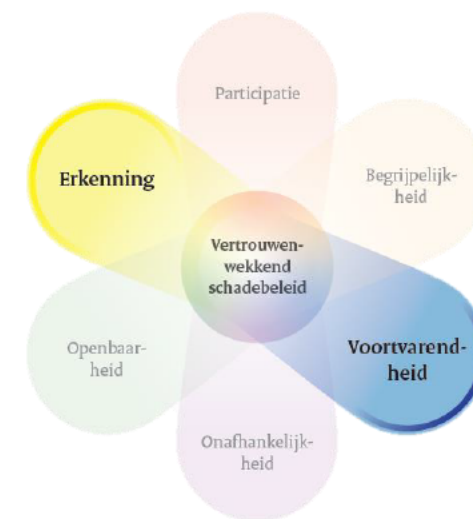 Participatie
Erkenning
Begrijpelijk-
heid
Vertrouwen-
wekkend
schadebeleid
Openbaar-
heid
Voortvarend-
heid
Onafhankelijk-
heid